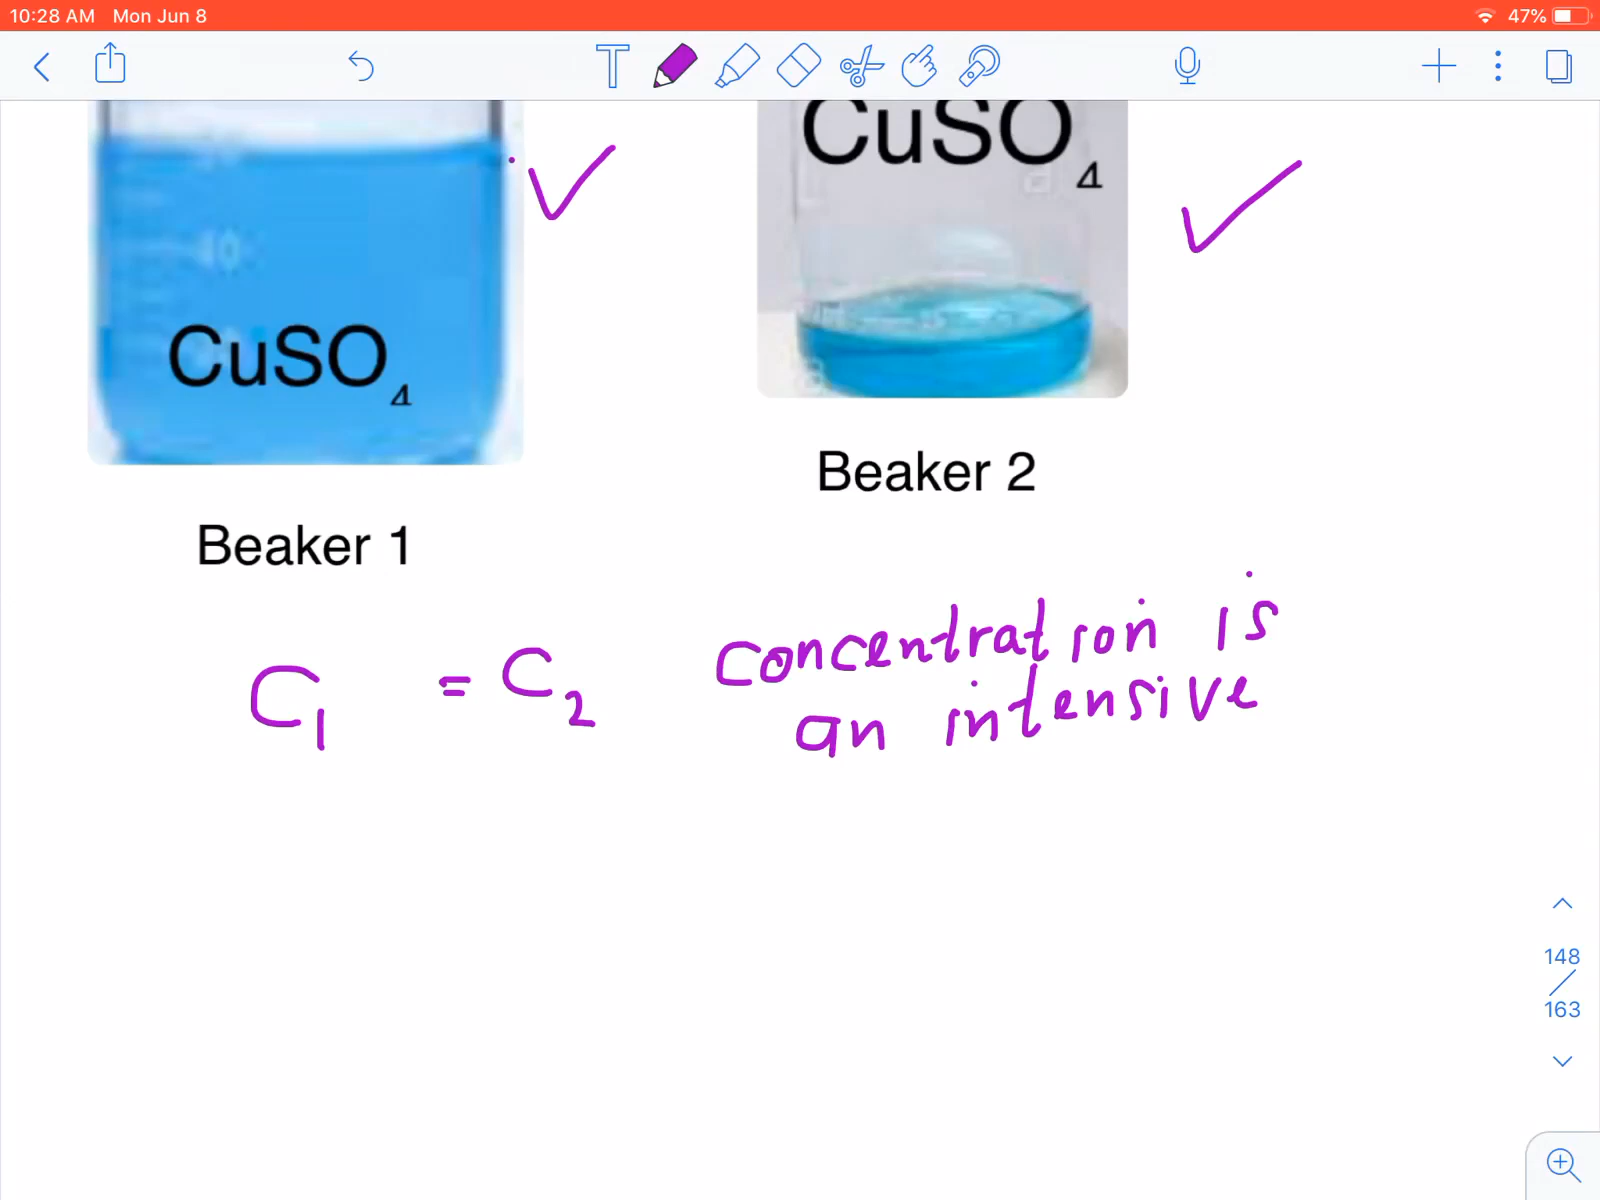 10:28 AM Mon Jun 8
47%
T
CuSO4
40
CuSO4
Beaker 2
Beaker 1
C1 = C2
Concentration is
an intensive
148
163